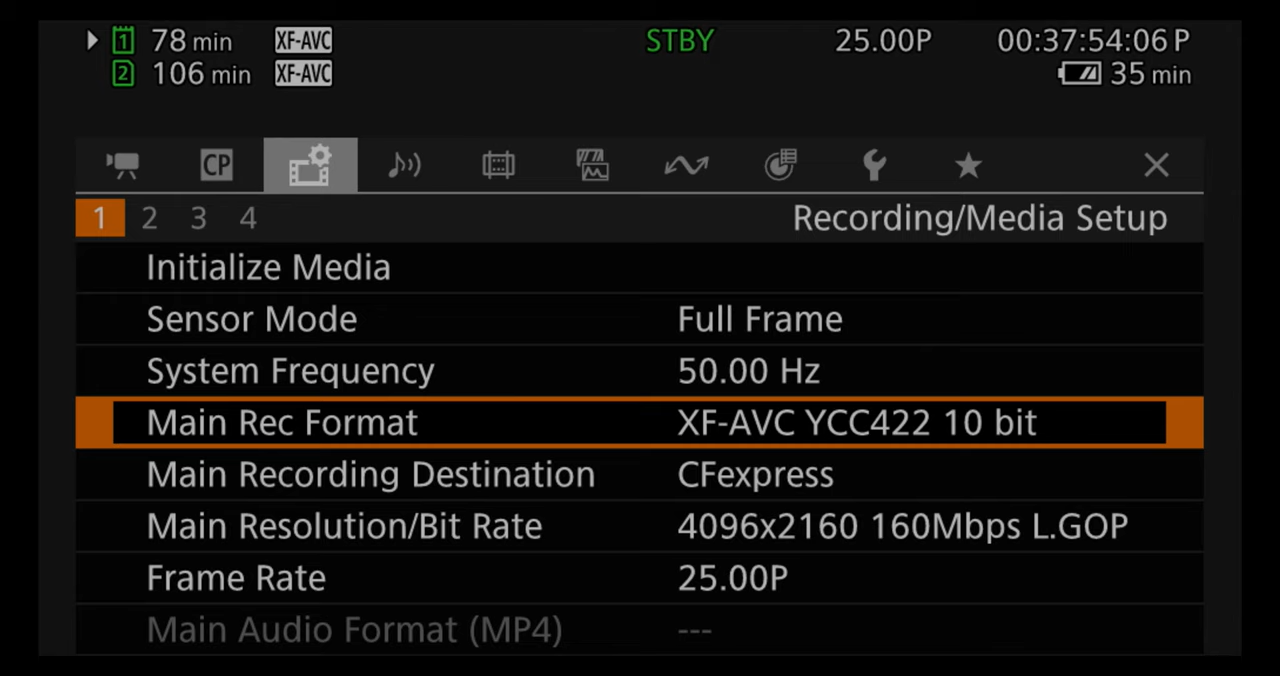 1 78 min XF-AVC STBY 25.00P 00:37:54:06 P
2 106 min XF-AVC 35 min
CP
1 2 3 4 Recording/Media Setup
Initialize Media
Sensor Mode Full Frame
System Frequency 50.00 Hz
Main Rec Format XF-AVC YCC422 10 bit
Main Recording Destination CFexpress
Main Resolution/Bit Rate 4096x2160 160Mbps L.GOP
Frame Rate 25.00P
Main Audio Format (MP4) ---